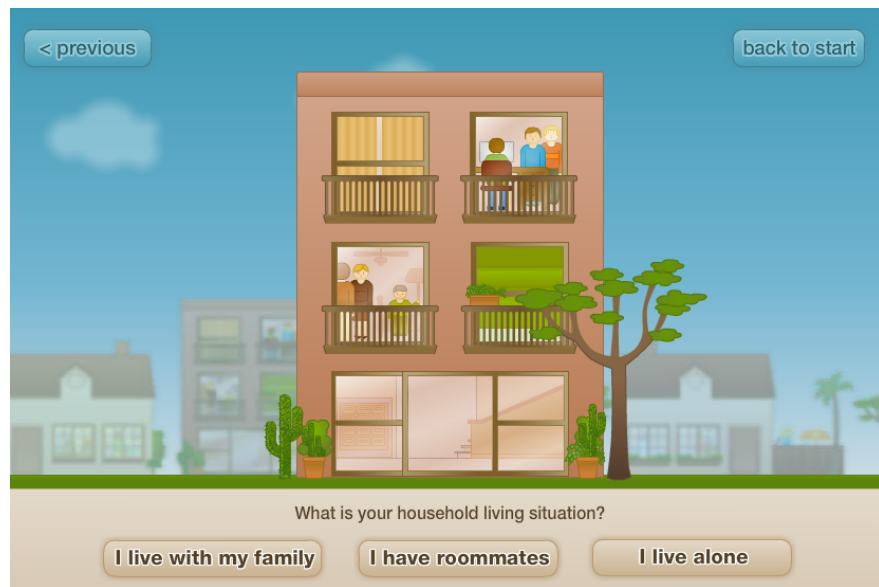 < previous
back to start
What is your household living situation?
I live with my family
I have roommates
I live alone